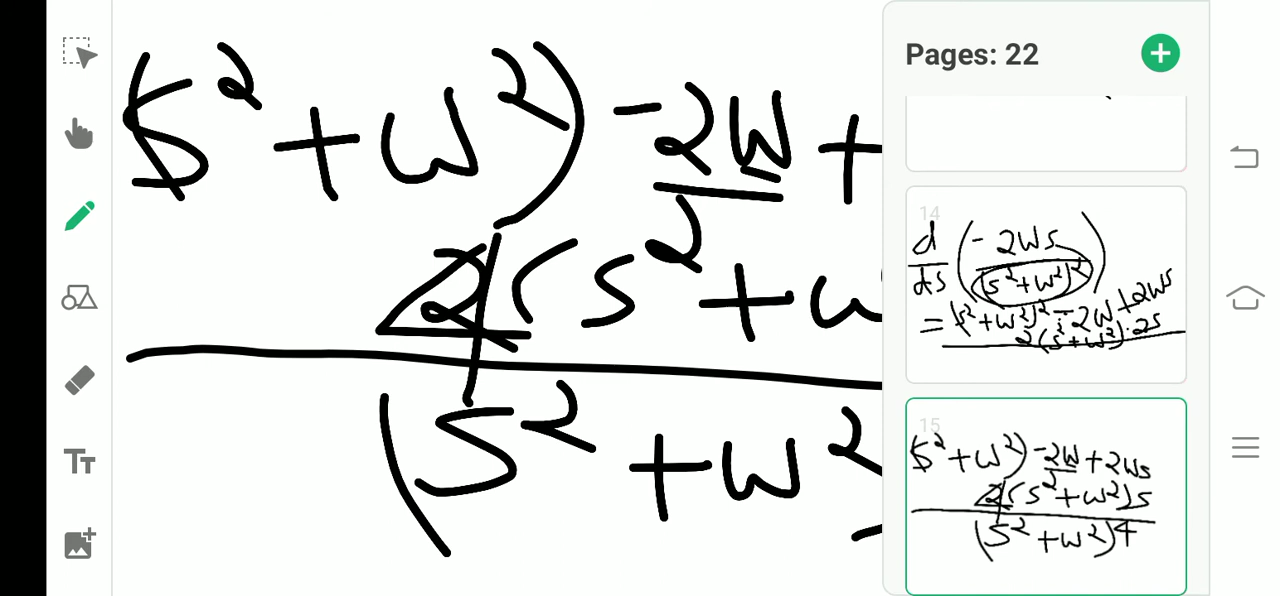 Pages: 22
S² + w²) -2w +
2(s² + w
(S² + w²
Tт
14
d/ds (-2ws/(s²+w²)²)
= (s²+w²)² · -2w + 2ws
2(s²+w²)·2s
15
S² + w²) -2w + 2ws
2(s²+w²)2s
(S² + w²)4